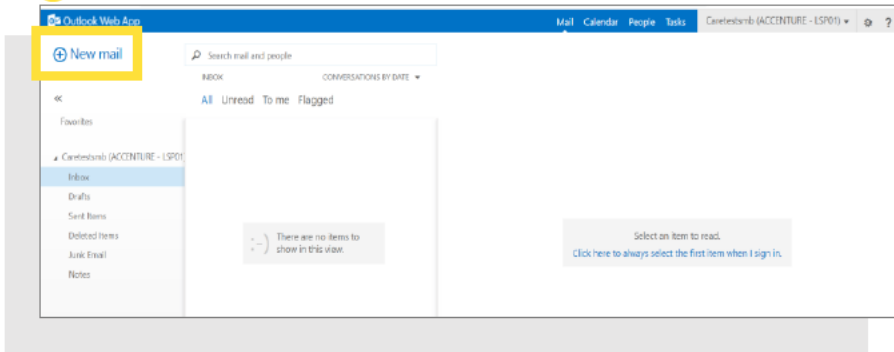 Outlook Web App
Mail Calendar People Tasks Caretestsmb (ACCENTURE - LSP01)
?
New mail
Search mail and people
INBOX CONVERSATIONS BY DATE
All Unread To me Flagged
Favorites
Caretestsmb (ACCENTURE - LSP01
Inbox
Drafts
Sent Items
Deleted Items
Junk Email
Notes
:-)
There are no items to
show in this view.
Select an item to read.
Click here to always select the first item when I sign in.